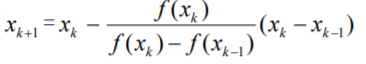 x_{k+1} = x_k - \frac{f(x_k)}{f(x_k) - f(x_{k-1})}(x_k - x_{k-1})